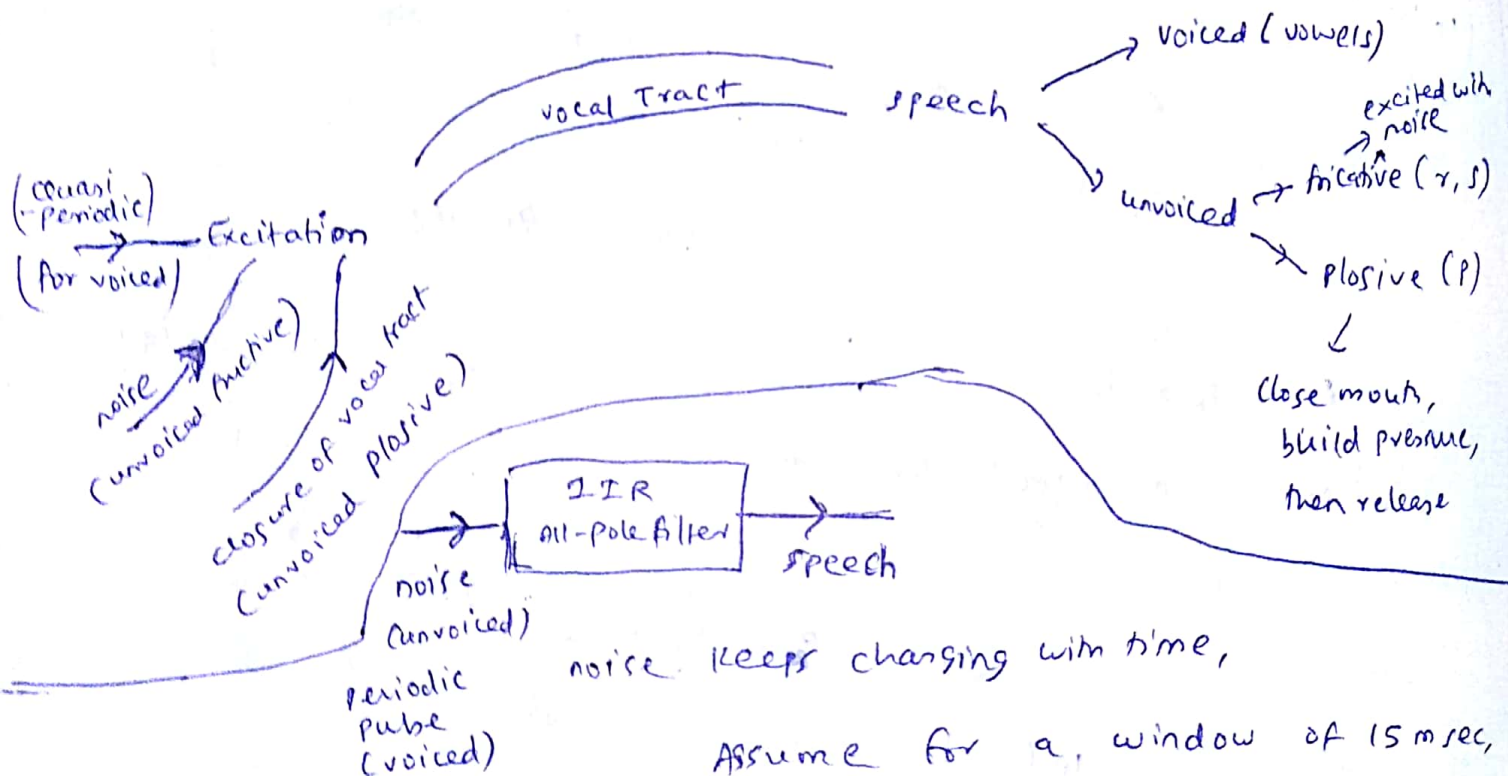 voiced (vowels)
vocal Tract
speech
excited with
noise
unvoiced
fricative (r, s)
(quasi
-periodic)
Excitation
(for voiced)
plosive (P)
noise
(unvoiced fricative)
closure of vocal tract
(unvoiced plosive)
close mouth,
build pressure,
then release
IIR
All-pole filter
speech
noise
(unvoiced)
periodic
pulse
(voiced)
noise keeps changing with time,
Assume for a window of 15 msec,